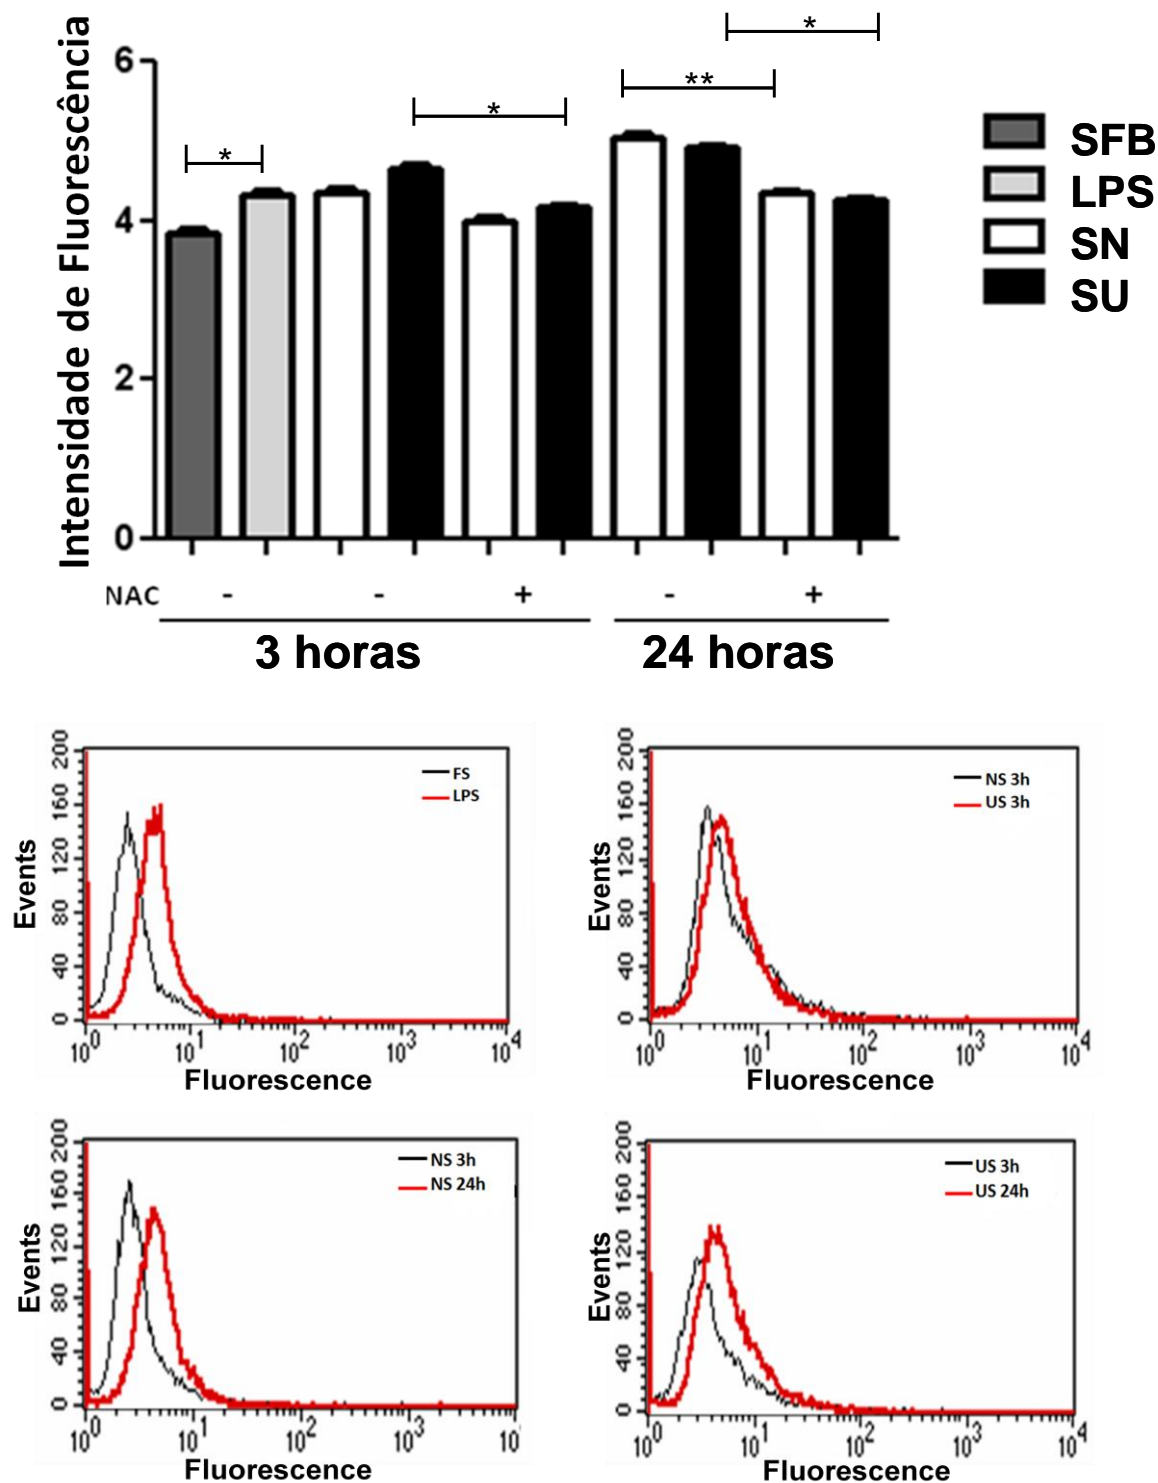 Intensidade de Fluorescência
6
4
2
0
*
*
**
*
SFB
LPS
SN
SU
NAC - - + - +
3 horas 24 horas
Events
200
160
120
80
40
0
FS
LPS
10^0 10^1 10^2 10^3 10^4
Fluorescence
Events
200
160
120
80
40
0
NS 3h
US 3h
10^0 10^1 10^2 10^3 10^4
Fluorescence
Events
200
160
120
80
40
0
NS 3h
NS 24h
10^0 10^1 10^2 10^3 10
Fluorescence
Events
200
160
120
80
40
0
US 3h
US 24h
10^0 10^1 10^2 10^3 10^4
Fluorescence